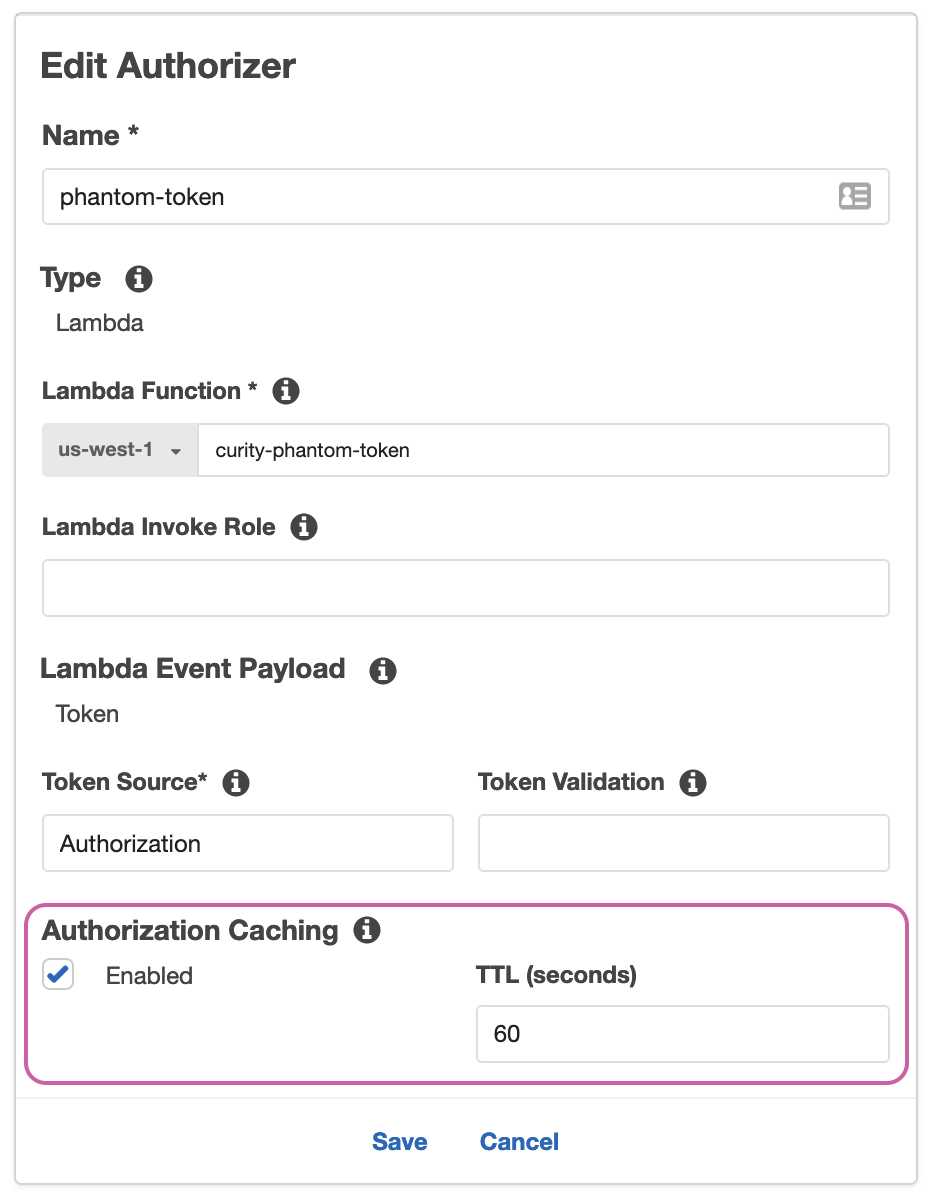 Edit Authorizer
Name *
phantom-token
Type
Lambda
Lambda Function *
us-west-1 curity-phantom-token
Lambda Invoke Role
Lambda Event Payload
Token
Token Source* Token Validation
Authorization
Authorization Caching
Enabled TTL (seconds)
60
Save Cancel